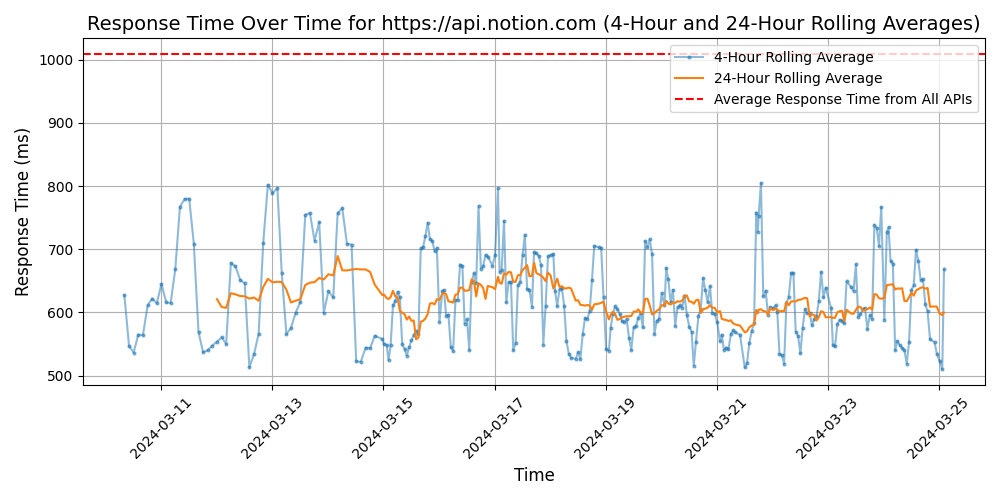 Response Time Over Time for https://api.notion.com (4-Hour and 24-Hour Rolling Averages)
4-Hour Rolling Average
24-Hour Rolling Average
Average Response Time from All APIs
Response Time (ms)
1000
900
800
700
600
500
2024-03-11
2024-03-13
2024-03-15
2024-03-17
2024-03-19
2024-03-21
2024-03-23
2024-03-25
Time